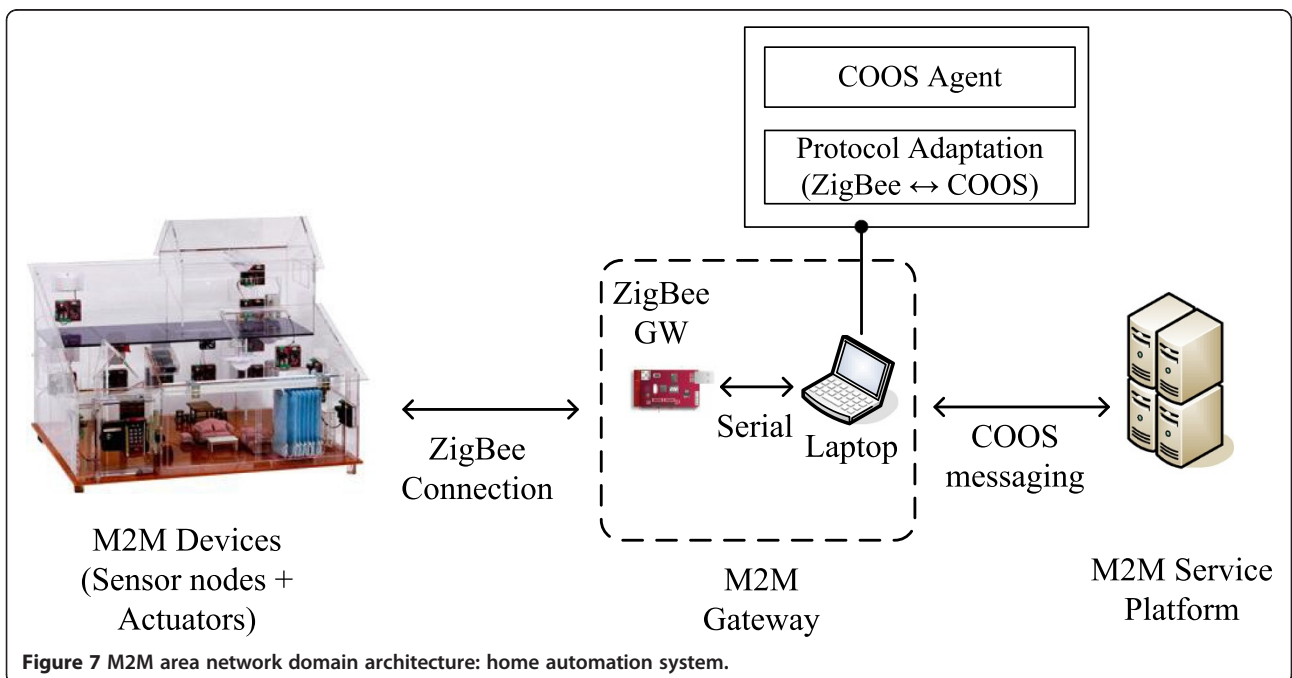 COOS Agent
Protocol Adaptation
(ZigBee ↔ COOS)
ZigBee
GW
Serial
Laptop
ZigBee
Connection
COOS
messaging
M2M Devices
(Sensor nodes +
Actuators)
M2M
Gateway
M2M Service
Platform
Figure 7 M2M area network domain architecture: home automation system.